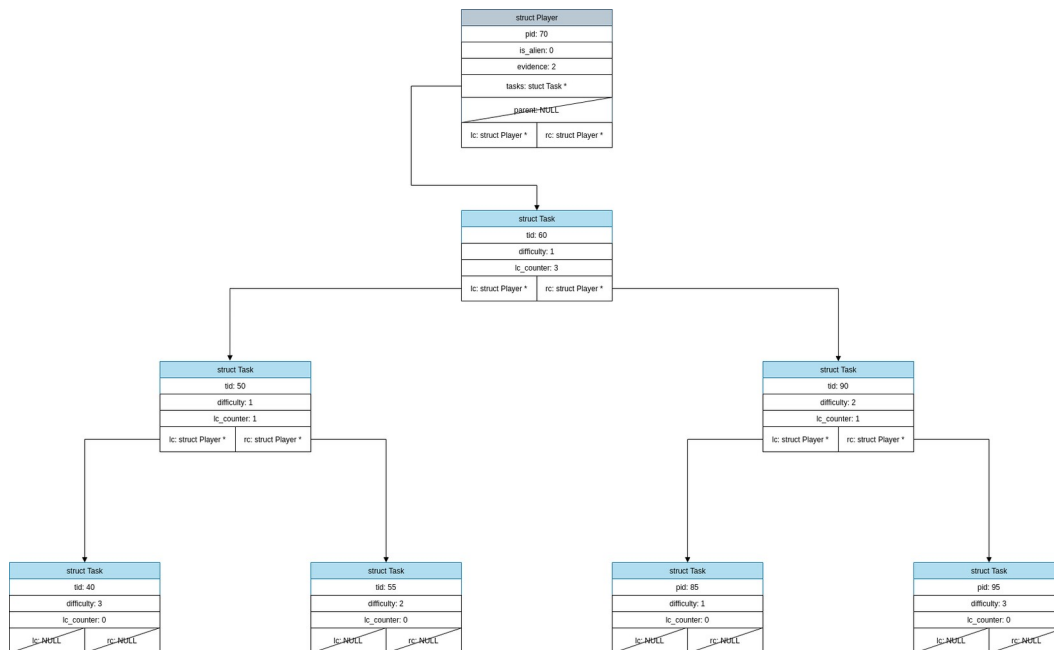 struct Player
pid: 70
is_alien: 0
evidence: 2
tasks: stuct Task *
parent: NULL
lc: struct Player * rc: struct Player *
struct Task
tid: 60
difficulty: 1
lc_counter: 3
lc: struct Player * rc: struct Player *
struct Task
tid: 50
difficulty: 1
lc_counter: 1
lc: struct Player * rc: struct Player *
struct Task
tid: 90
difficulty: 2
lc_counter: 1
lc: struct Player * rc: struct Player *
struct Task
tid: 40
difficulty: 3
lc_counter: 0
lc: NULL rc: NULL
struct Task
tid: 55
difficulty: 2
lc_counter: 0
lc: NULL rc: NULL
struct Task
pid: 85
difficulty: 1
lc_counter: 0
lc: NULL rc: NULL
struct Task
pid: 95
difficulty: 3
lc_counter: 0
lc: NULL rc: NULL